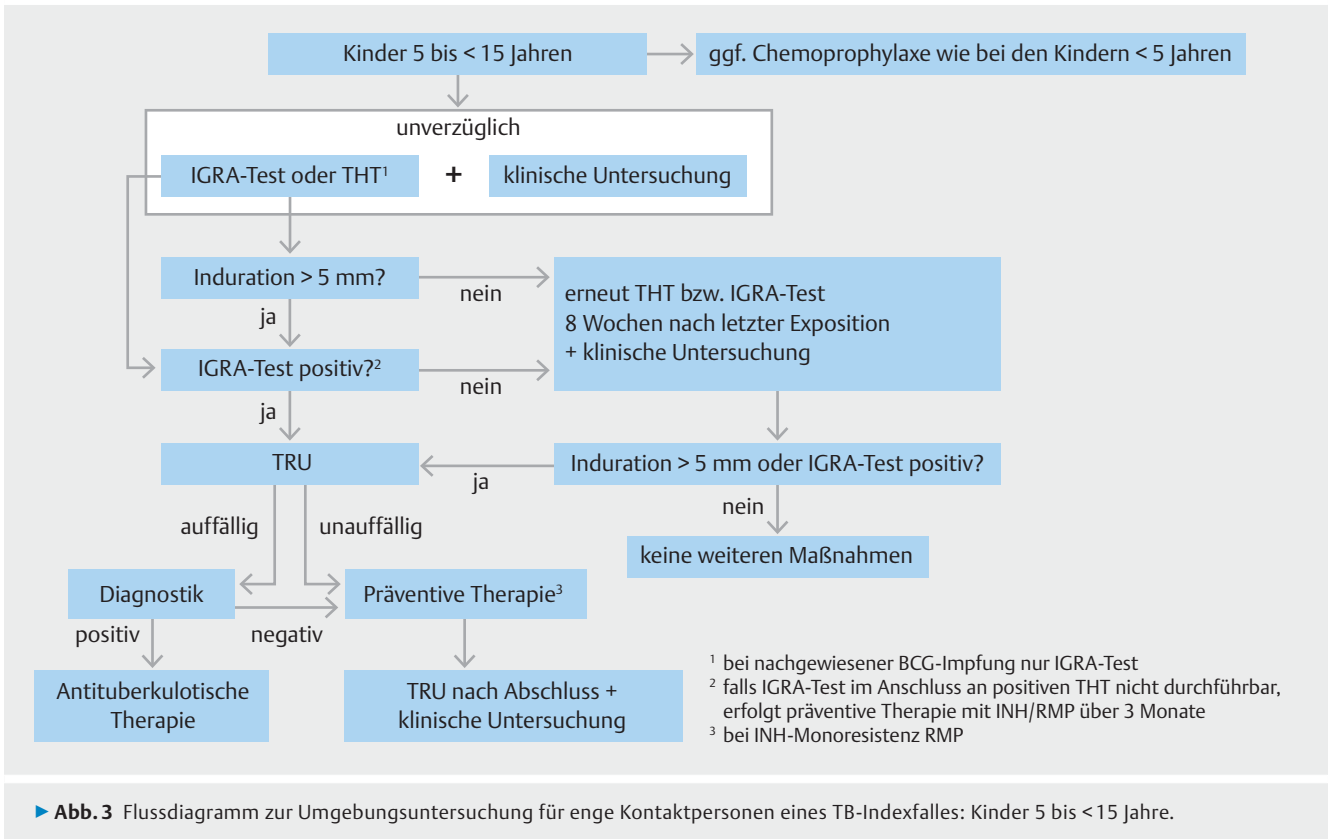 Kinder 5 bis < 15 Jahren
ggf. Chemoprophylaxe wie bei den Kindern < 5 Jahren
unverzüglich
IGRA-Test oder THT¹
+
klinische Untersuchung
Induration > 5 mm?
nein
erneut THT bzw. IGRA-Test
8 Wochen nach letzter Exposition
+ klinische Untersuchung
ja
IGRA-Test positiv?²
nein
ja
TRU
ja
Induration > 5 mm oder IGRA-Test positiv?
nein
auffällig
unauffällig
keine weiteren Maßnahmen
Diagnostik
Präventive Therapie³
positiv
negativ
Antituberkulotische
Therapie
TRU nach Abschluss +
klinische Untersuchung
¹ bei nachgewiesener BCG-Impfung nur IGRA-Test
² falls IGRA-Test im Anschluss an positiven THT nicht durchführbar,
erfolgt präventive Therapie mit INH/RMP über 3 Monate
³ bei INH-Monoresistenz RMP
▶ Abb. 3 Flussdiagramm zur Umgebungsuntersuchung für enge Kontaktpersonen eines TB-Indexfalles: Kinder 5 bis < 15 Jahre.